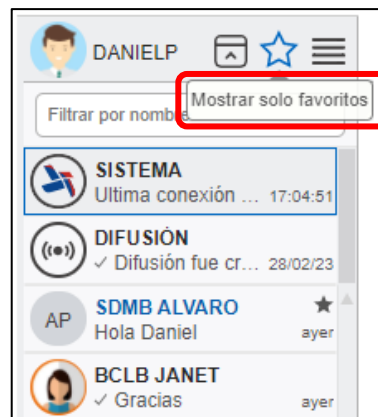 DANIELP
Mostrar solo favoritos
Filtrar por nomb
SISTEMA
Ultima conexión ... 17:04:51
DIFUSIÓN
✓ Difusión fue cr... 28/02/23
AP
SDMB ALVARO
Hola Daniel ayer
BCLB JANET
✓ Gracias ayer